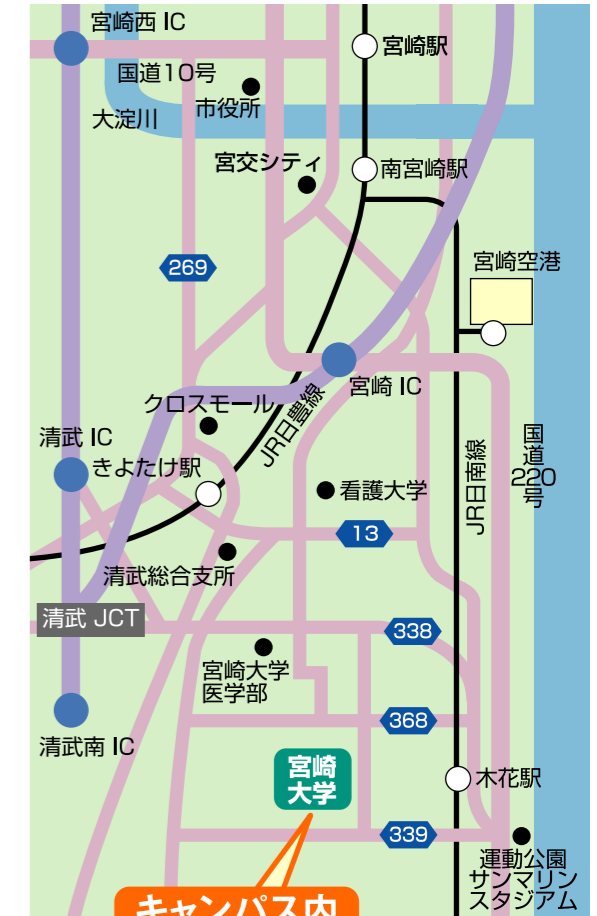 宮崎西 IC
宮崎駅
国道10号
市役所
大淀川
宮交シティ
南宮崎駅
269
宮崎空港
宮崎 IC
クロスモール
JR日豊線
清武 IC
きよたけ駅
看護大学
JR日南線
国道
220
号
13
清武総合支所
清武 JCT
338
宮崎大学
医学部
368
清武南 IC
宮崎
大学
木花駅
339
運動公園
サンマリン
スタジアム
キャンパス内